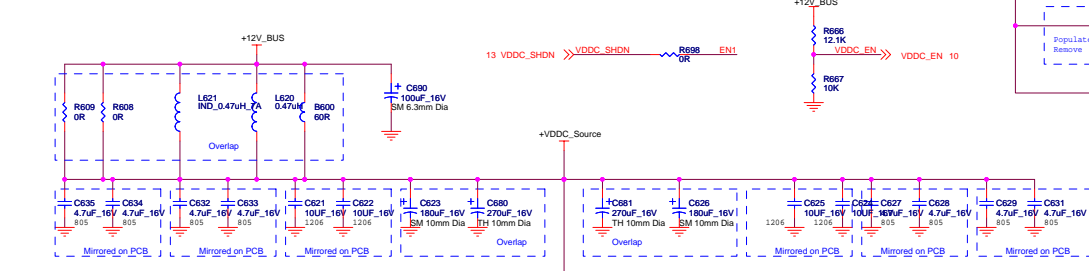 +12V_BUS
+12V_BUS
R666
12.1K
VDDC_EN
VDDC_EN 10
R667
10K
Populate
Remove
13 VDDC_SHDN
VDDC_SHDN
R698
0R
EN1
R609
0R
R608
0R
L621
IND_0.47uH_7A
L620
0.47uH
B600
60R
Overlap
C690
100uF_16V
SM 6.3mm Dia
+VDDC_Source
C635
4.7uF_16V
805
C634
4.7uF_16V
805
Mirrored on PCB
C632
4.7uF_16V
805
C633
4.7uF_16V
805
Mirrored on PCB
C621
10UF_16V
1206
C622
10UF_16V
1206
Mirrored on PCB
C623
180uF_16V
SM 10mm Dia
C680
270uF_16V
TH 10mm Dia
Overlap
C681
270uF_16V
TH 10mm Dia
C626
180uF_16V
SM 10mm Dia
Overlap
C625
10UF_16V
1206
C624
1206
Mirrored on PCB
C627
4.7uF_16V
805
C628
4.7uF_16V
805
Mirrored on PCB
C629
4.7uF_16V
805
C631
4.7uF_16V
805
Mirrored on PCB